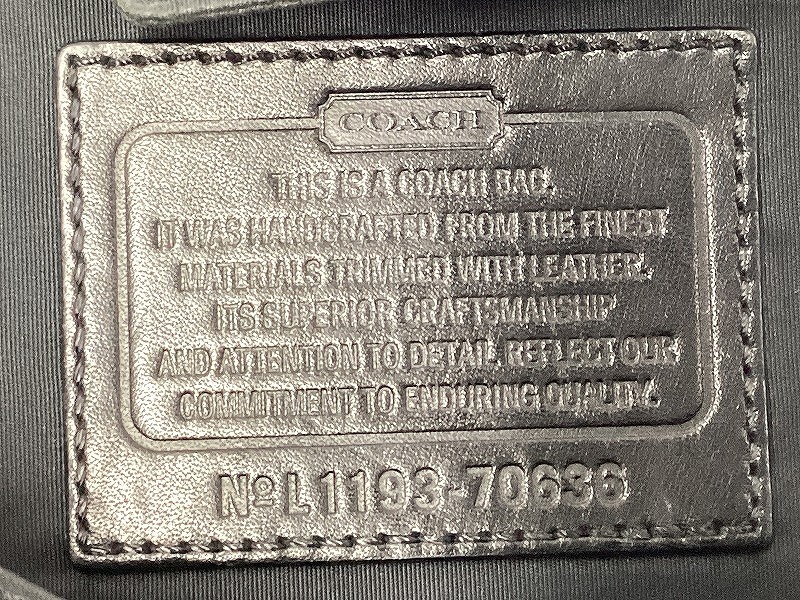 COACH
THIS IS A COACH BAG.
IT WAS HANDCRAFTED FROM THE FINEST
MATERIALS TRIMMED WITH LEATHER.
ITS SUPERIOR CRAFTSMANSHIP
AND ATTENTION TO DETAIL REFLECT OUR
COMMITMENT TO ENDURING QUALITY.
Nº L1193-70636